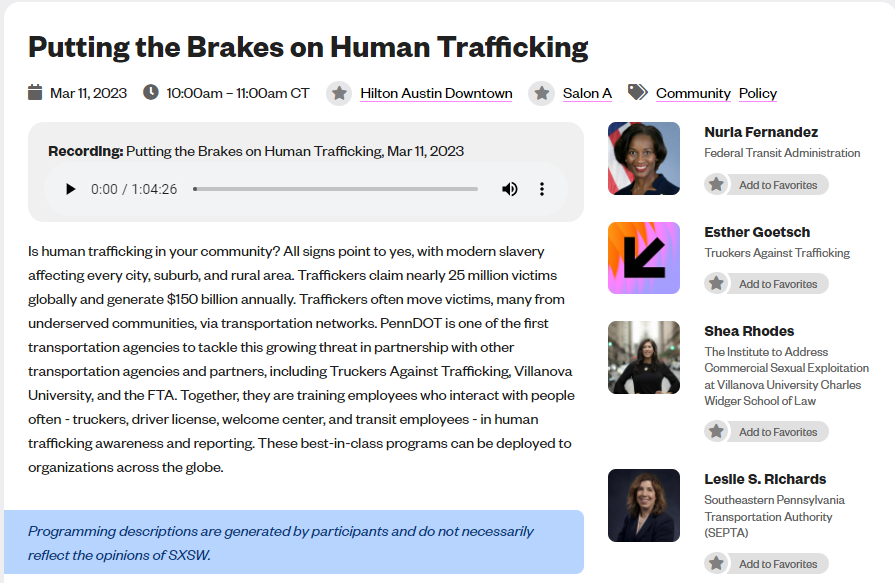 Putting the Brakes on Human Trafficking
Mar 11, 2023 10:00am – 11:00am CT Hilton Austin Downtown Salon A Community Policy
Recording: Putting the Brakes on Human Trafficking, Mar 11, 2023
0:00 / 1:04:26
Is human trafficking in your community? All signs point to yes, with modern slavery
affecting every city, suburb, and rural area. Traffickers claim nearly 25 million victims
globally and generate $150 billion annually. Traffickers often move victims, many from
underserved communities, via transportation networks. PennDOT is one of the first
transportation agencies to tackle this growing threat in partnership with other
transportation agencies and partners, including Truckers Against Trafficking, Villanova
University, and the FTA. Together, they are training employees who interact with people
often - truckers, driver license, welcome center, and transit employees - in human
trafficking awareness and reporting. These best-in-class programs can be deployed to
organizations across the globe.
Programming descriptions are generated by participants and do not necessarily
reflect the opinions of SXSW.
Nuria Fernandez
Federal Transit Administration
Add to Favorites
Esther Goetsch
Truckers Against Trafficking
Add to Favorites
Shea Rhodes
The Institute to Address
Commercial Sexual Exploitation
at Villanova University Charles
Widger School of Law
Add to Favorites
Leslie S. Richards
Southeastern Pennsylvania
Transportation Authority
(SEPTA)
Add to Favorites